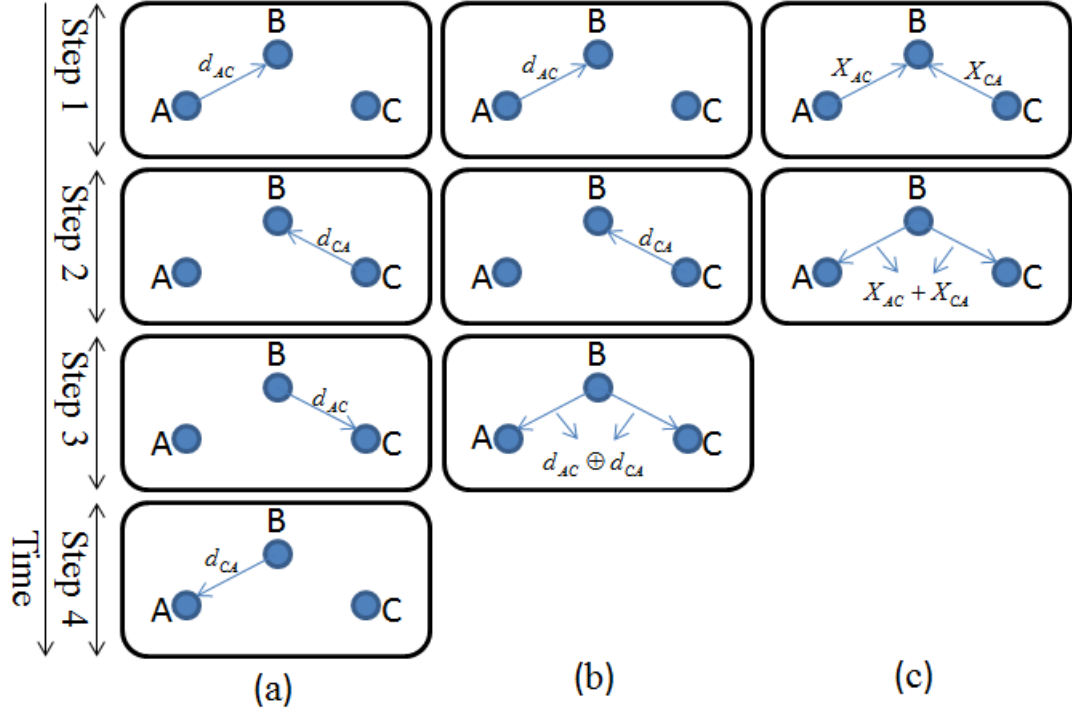 Step 1
B
d_AC
A
C
B
d_AC
A
C
B
X_AC
X_CA
A
C
Step 2
B
d_CA
A
C
B
d_CA
A
C
B
A
C
X_AC + X_CA
Step 3
B
d_AC
A
C
B
A
C
d_AC ⊕ d_CA
Time
Step 4
B
d_CA
A
C
(a)
(b)
(c)